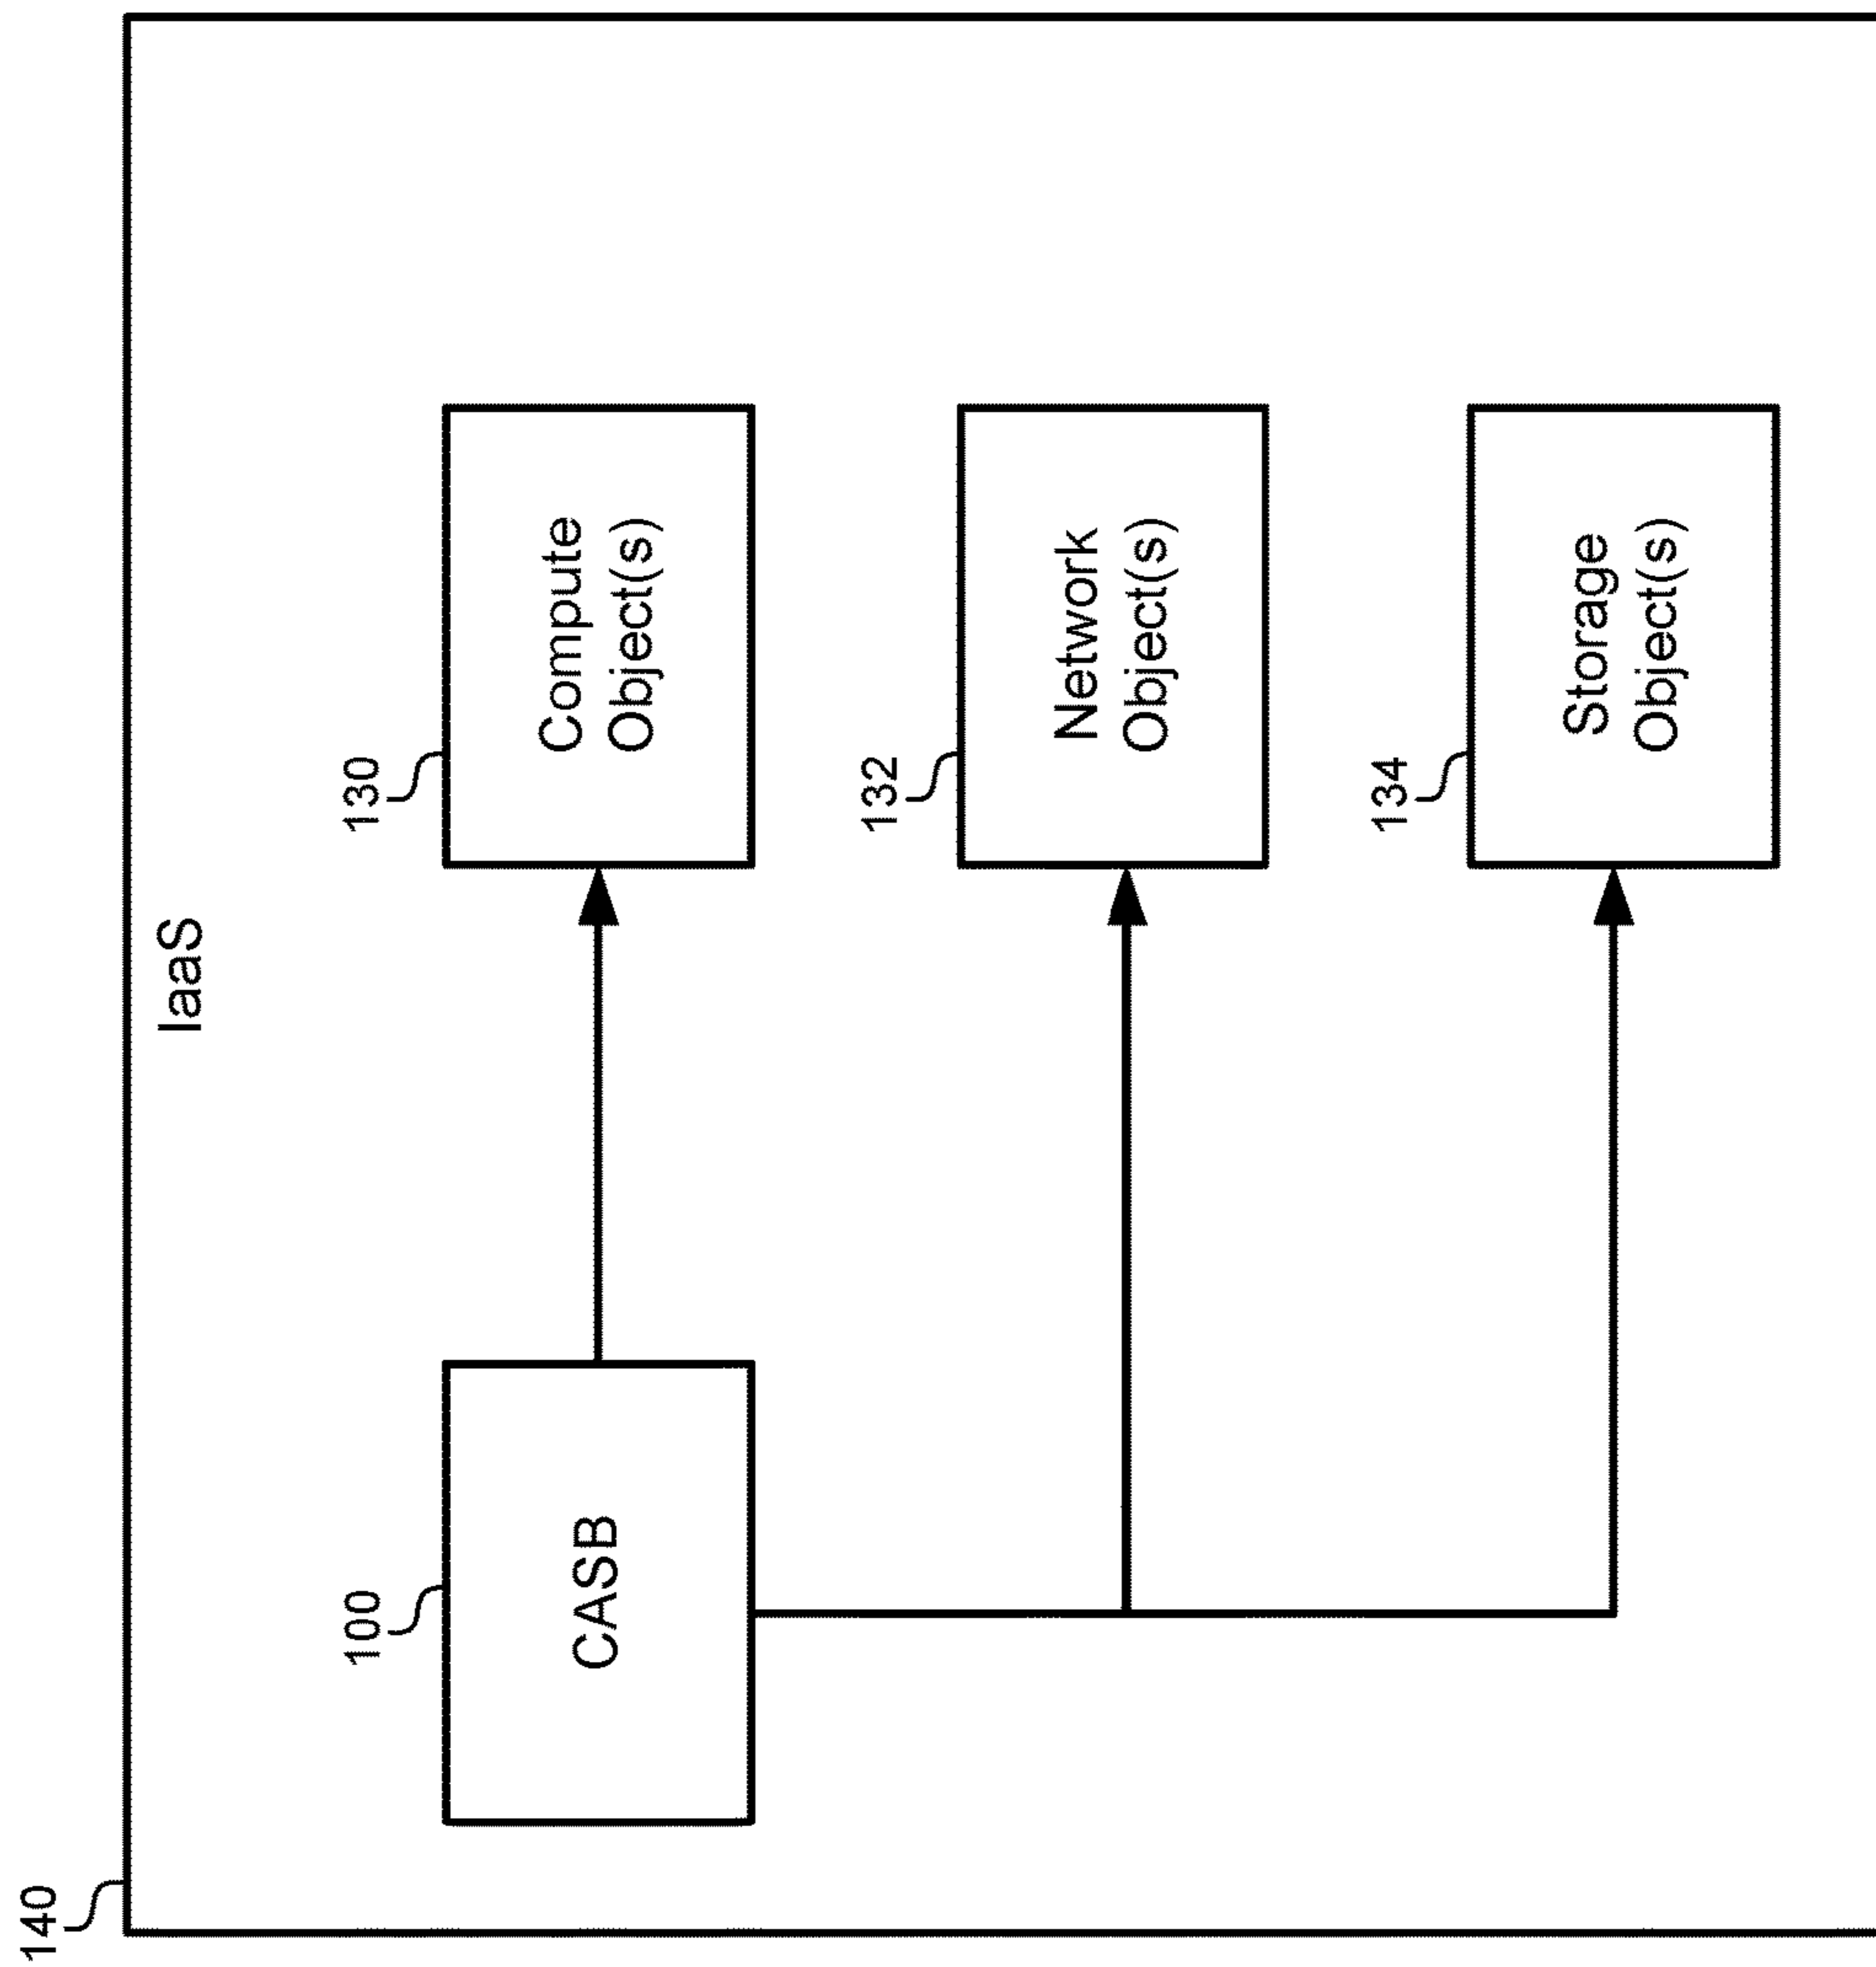 140
IaaS
100
CASB
130
Compute
Object(s)
132
Network
Object(s)
134
Storage
Object(s)